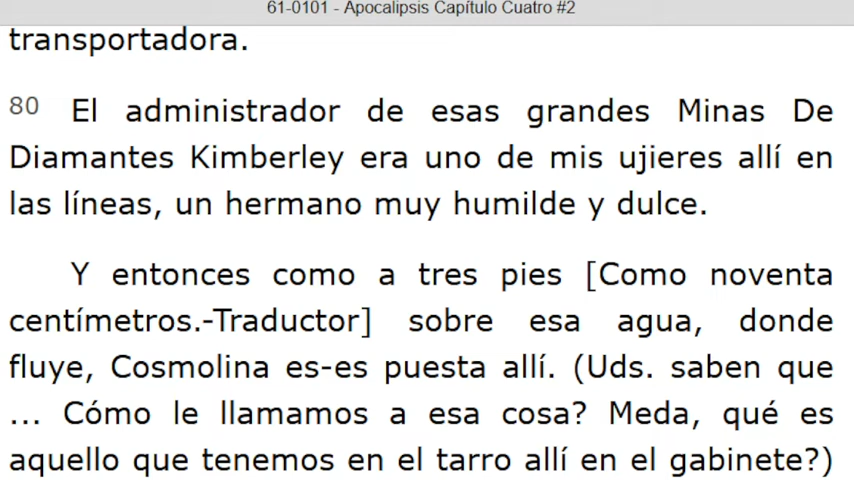 61-0101 - Apocalipsis Capítulo Cuatro #2
transportadora.
80 El administrador de esas grandes Minas De
Diamantes Kimberley era uno de mis ujieres allí en
las líneas, un hermano muy humilde y dulce.
Y entonces como a tres pies [Como noventa
centímetros.-Traductor] sobre esa agua, donde
fluye, Cosmolina es-es puesta allí. (Uds. saben que
... Cómo le llamamos a esa cosa? Meda, qué es
aquello que tenemos en el tarro allí en el gabinete?)